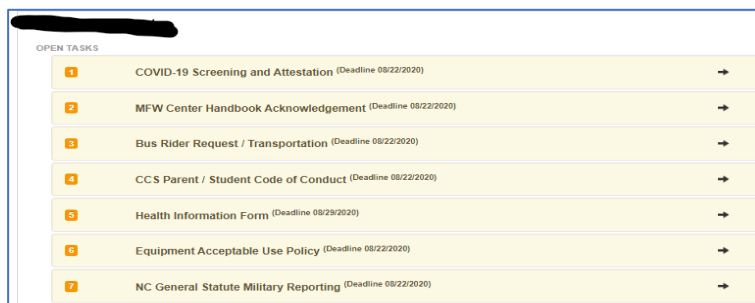 OPEN TASKS
1 COVID-19 Screening and Attestation (Deadline 08/22/2020)
2 MFW Center Handbook Acknowledgement (Deadline 08/22/2020)
3 Bus Rider Request / Transportation (Deadline 08/22/2020)
4 CCS Parent / Student Code of Conduct (Deadline 08/22/2020)
5 Health Information Form (Deadline 08/29/2020)
6 Equipment Acceptable Use Policy (Deadline 08/22/2020)
7 NC General Statute Military Reporting (Deadline 08/22/2020)